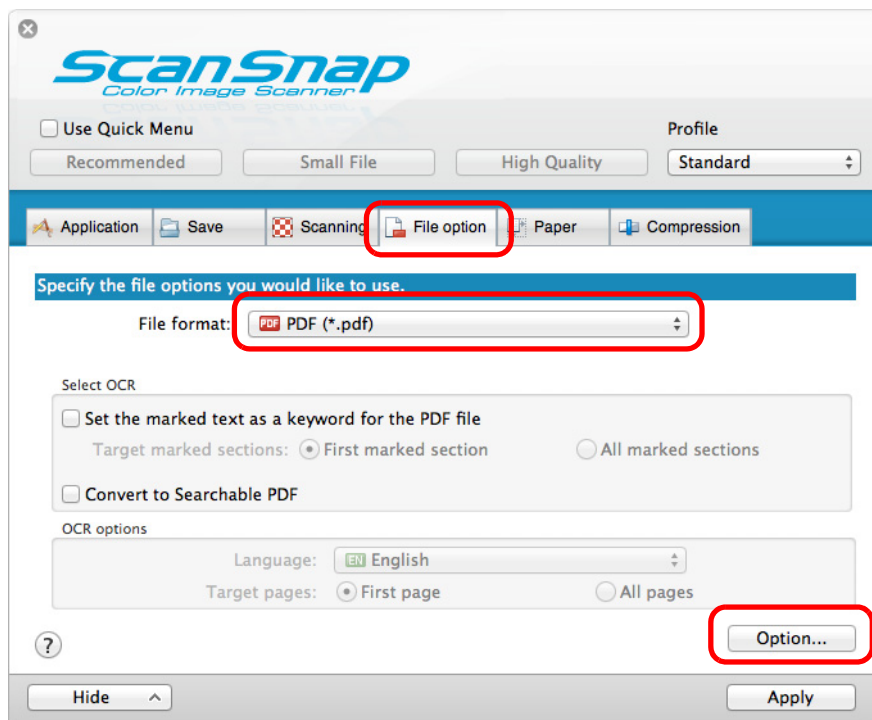 ScanSnap
Color Image Scanner
Use Quick Menu
Profile
Recommended Small File High Quality Standard
Application Save Scanning File option Paper Compression
Specify the file options you would like to use.
File format: PDF PDF (*.pdf)
Select OCR
Set the marked text as a keyword for the PDF file
Target marked sections: First marked section All marked sections
Convert to Searchable PDF
OCR options
Language: EN English
Target pages: First page All pages
? Option...
Hide Apply